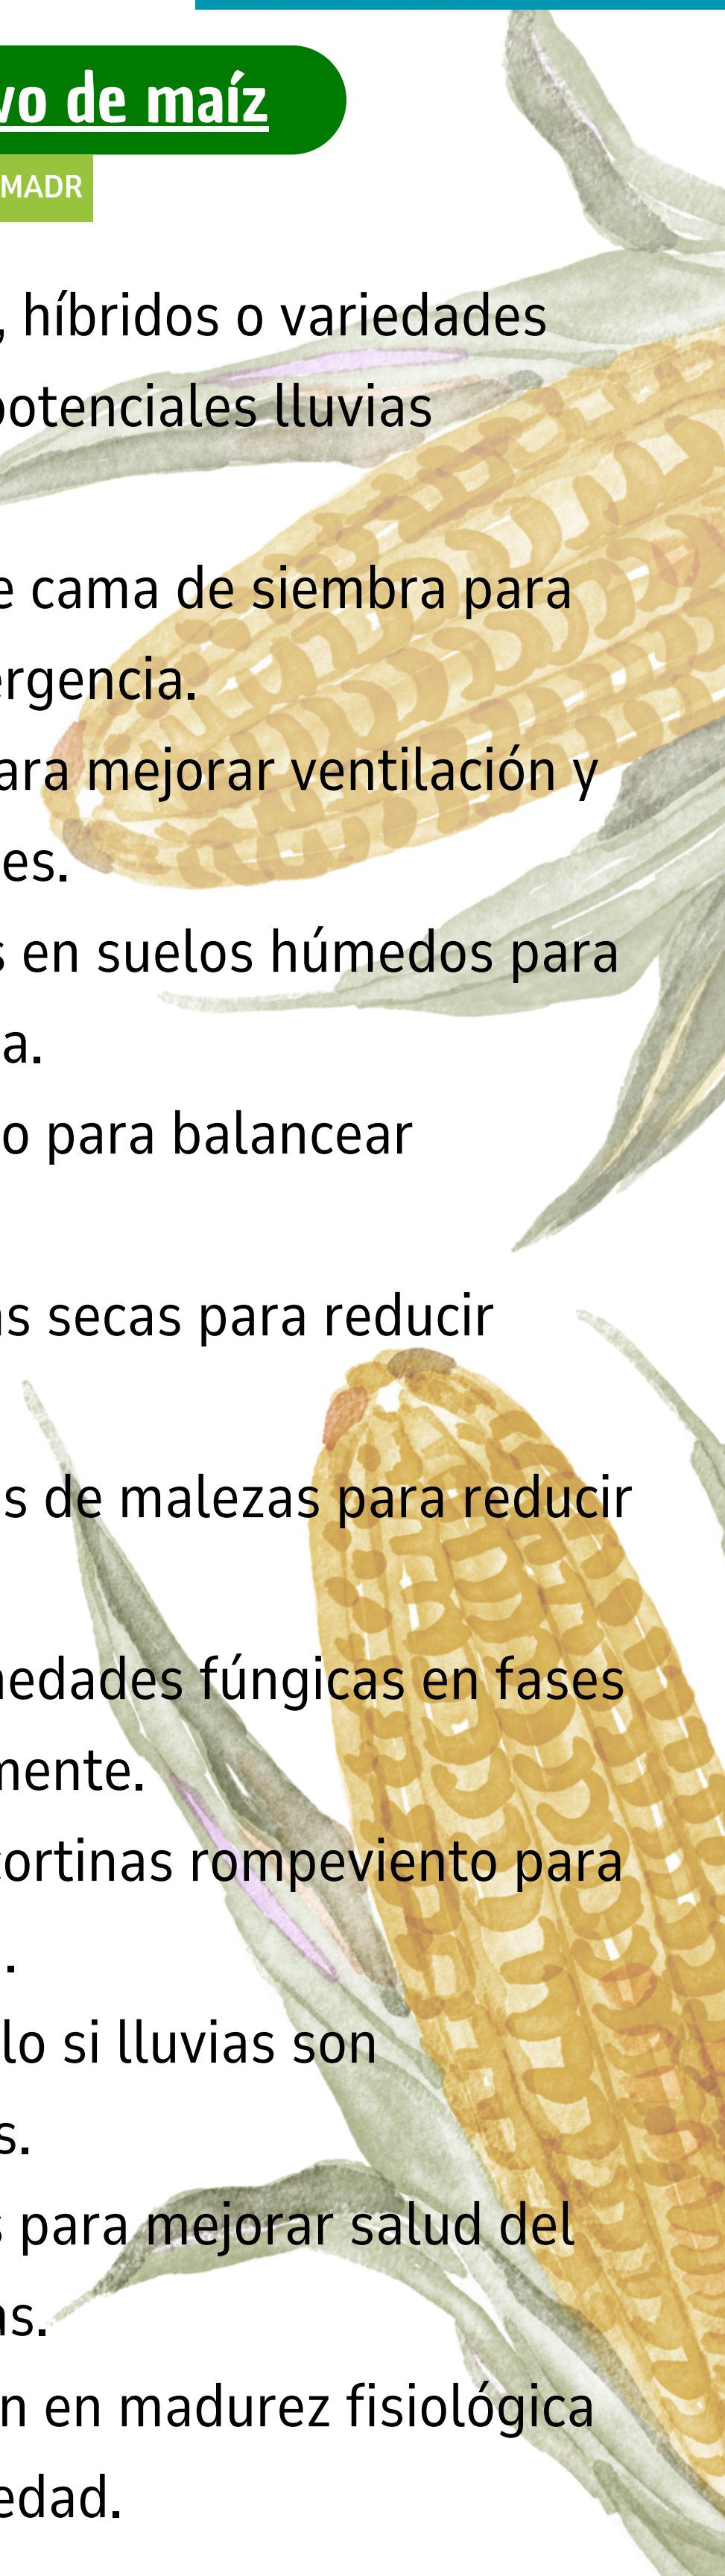 vo de maíz
MADR
, híbridos o variedades
potenciales lluvias
e cama de siembra para
ergencia.
ara mejorar ventilación y
es.
s en suelos húmedos para
a.
o para balancear
as secas para reducir
s de malezas para reducir
medades fúngicas en fases
mente.
cortinas rompeviento para
.
lo si lluvias son
s.
s para mejorar salud del
as.
n en madurez fisiológica
edad.